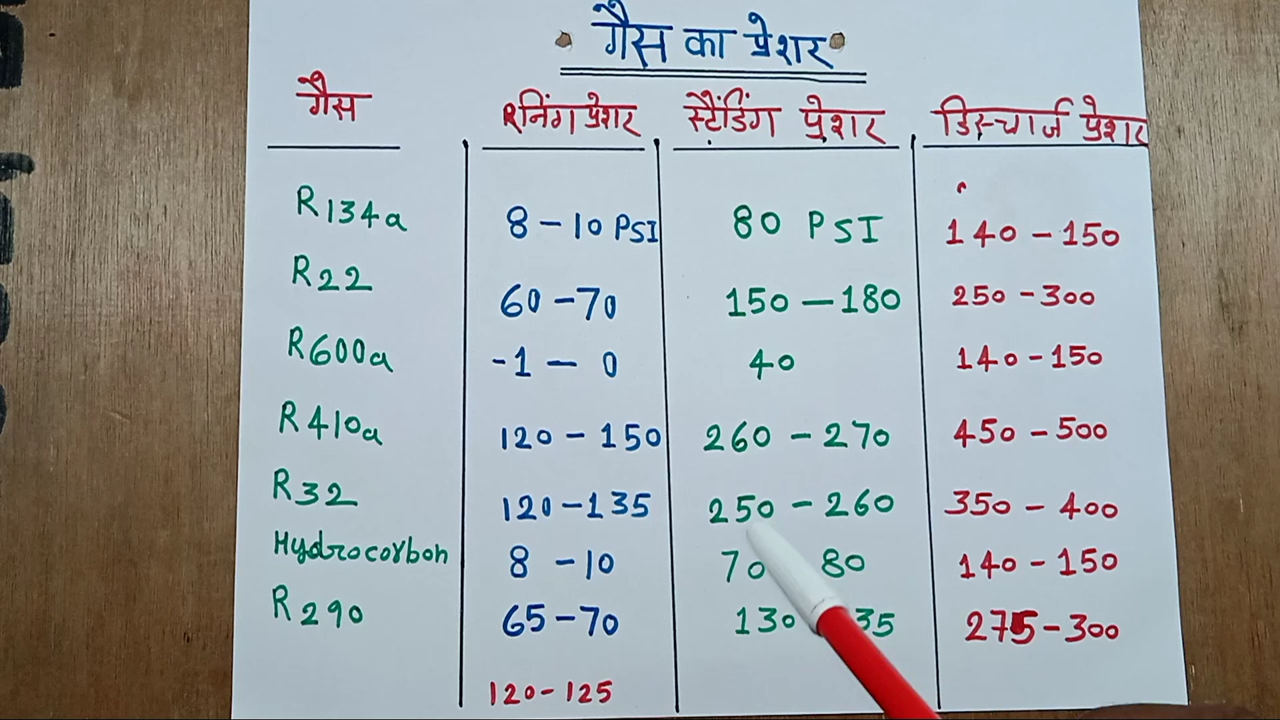 गैस का प्रेशर
गैस Rनिंग प्रेशर स्टैंडिंग प्रेशर डिस्चार्ज प्रेशर
R134a 8 - 10 PSI 80 PSI 140 - 150
R22 60 - 70 150 - 180 250 - 300
R600a -1 - 0 40 140 - 150
R410a 120 - 150 260 - 270 450 - 500
R32 120 - 135 250 - 260 350 - 400
Hydrocorbon 8 - 10 70 80 140 - 150
R290 65 - 70 130 35 275 - 300
120 - 125